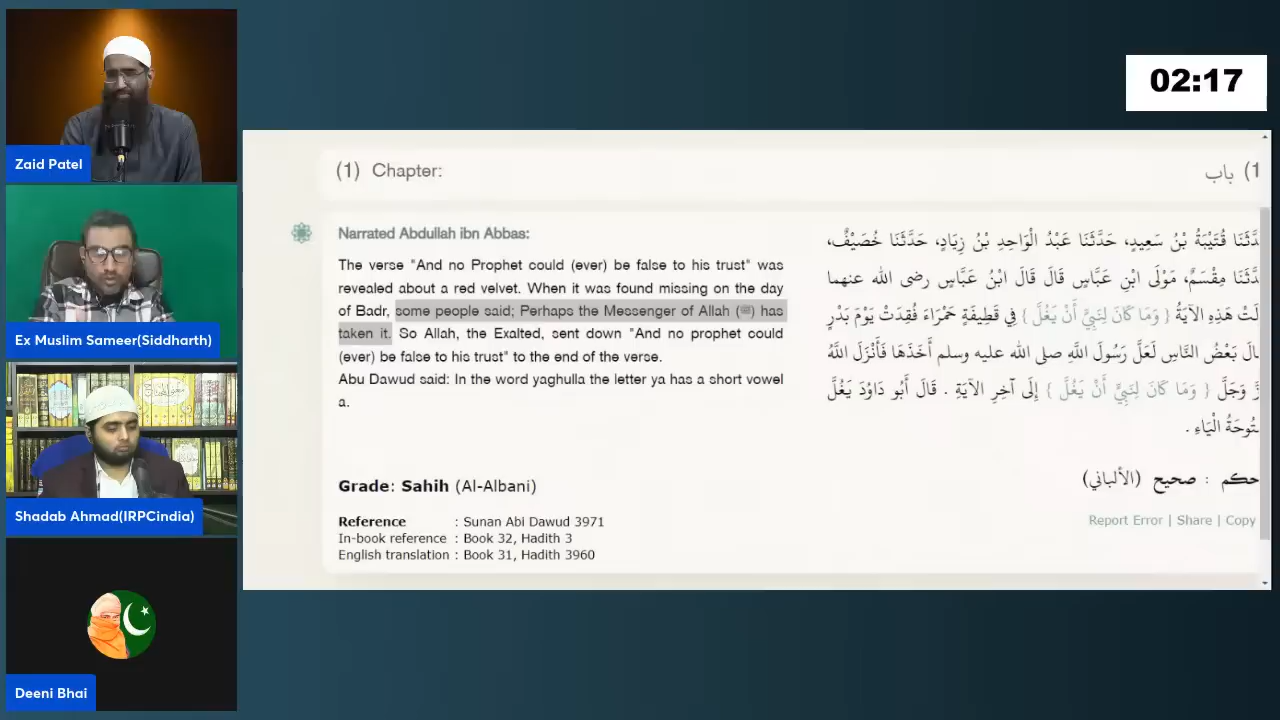 02:17
Zaid Patel
Ex Muslim Sameer(Siddharth)
Shadab Ahmad(IRPCindia)
Deeni Bhai
(1) Chapter:
(1 باب
Narrated Abdullah ibn Abbas:
The verse "And no Prophet could (ever) be false to his trust" was
revealed about a red velvet. When it was found missing on the day
of Badr, some people said; Perhaps the Messenger of Allah (ﷺ) has
taken it. So Allah, the Exalted, sent down "And no prophet could
(ever) be false to his trust" to the end of the verse.
Abu Dawud said: In the word yaghulla the letter ya has a short vowel
a.
قُتَيْبَةُ بْنُ سَعِيدٍ، حَدَّثَنَا عَبْدُ الْوَاحِدِ بْنُ زِيَادٍ، حَدَّثَنَا خُصَيْفٌ،
مِقْسَمٌ، مَوْلَى ابْنِ عَبَّاسٍ قَالَ قَالَ ابْنُ عَبَّاسٍ رضى الله عنهما
هَذِهِ الآيَةُ { وَمَا كَانَ لِنَبِيٍّ أَنْ يَغُلَّ } فِي قَطِيفَةٍ حَمْرَاءَ فُقِدَتْ يَوْمَ بَدْرٍ
بَعْضُ النَّاسِ لَعَلَّ رَسُولَ اللَّهِ صلى الله عليه وسلم أَخَذَهَا فَأَنْزَلَ اللَّهُ
وَجَلَّ { وَمَا كَانَ لِنَبِيٍّ أَنْ يَغُلَّ } إِلَى آخِرِ الآيَةِ . قَالَ أَبُو دَاوُدَ يَغُلَّ
الْيَاءِ .
Grade: Sahih (Al-Albani)
حكم : صحيح (الألباني)
Reference : Sunan Abi Dawud 3971
In-book reference : Book 32, Hadith 3
English translation : Book 31, Hadith 3960
Report Error | Share | Copy